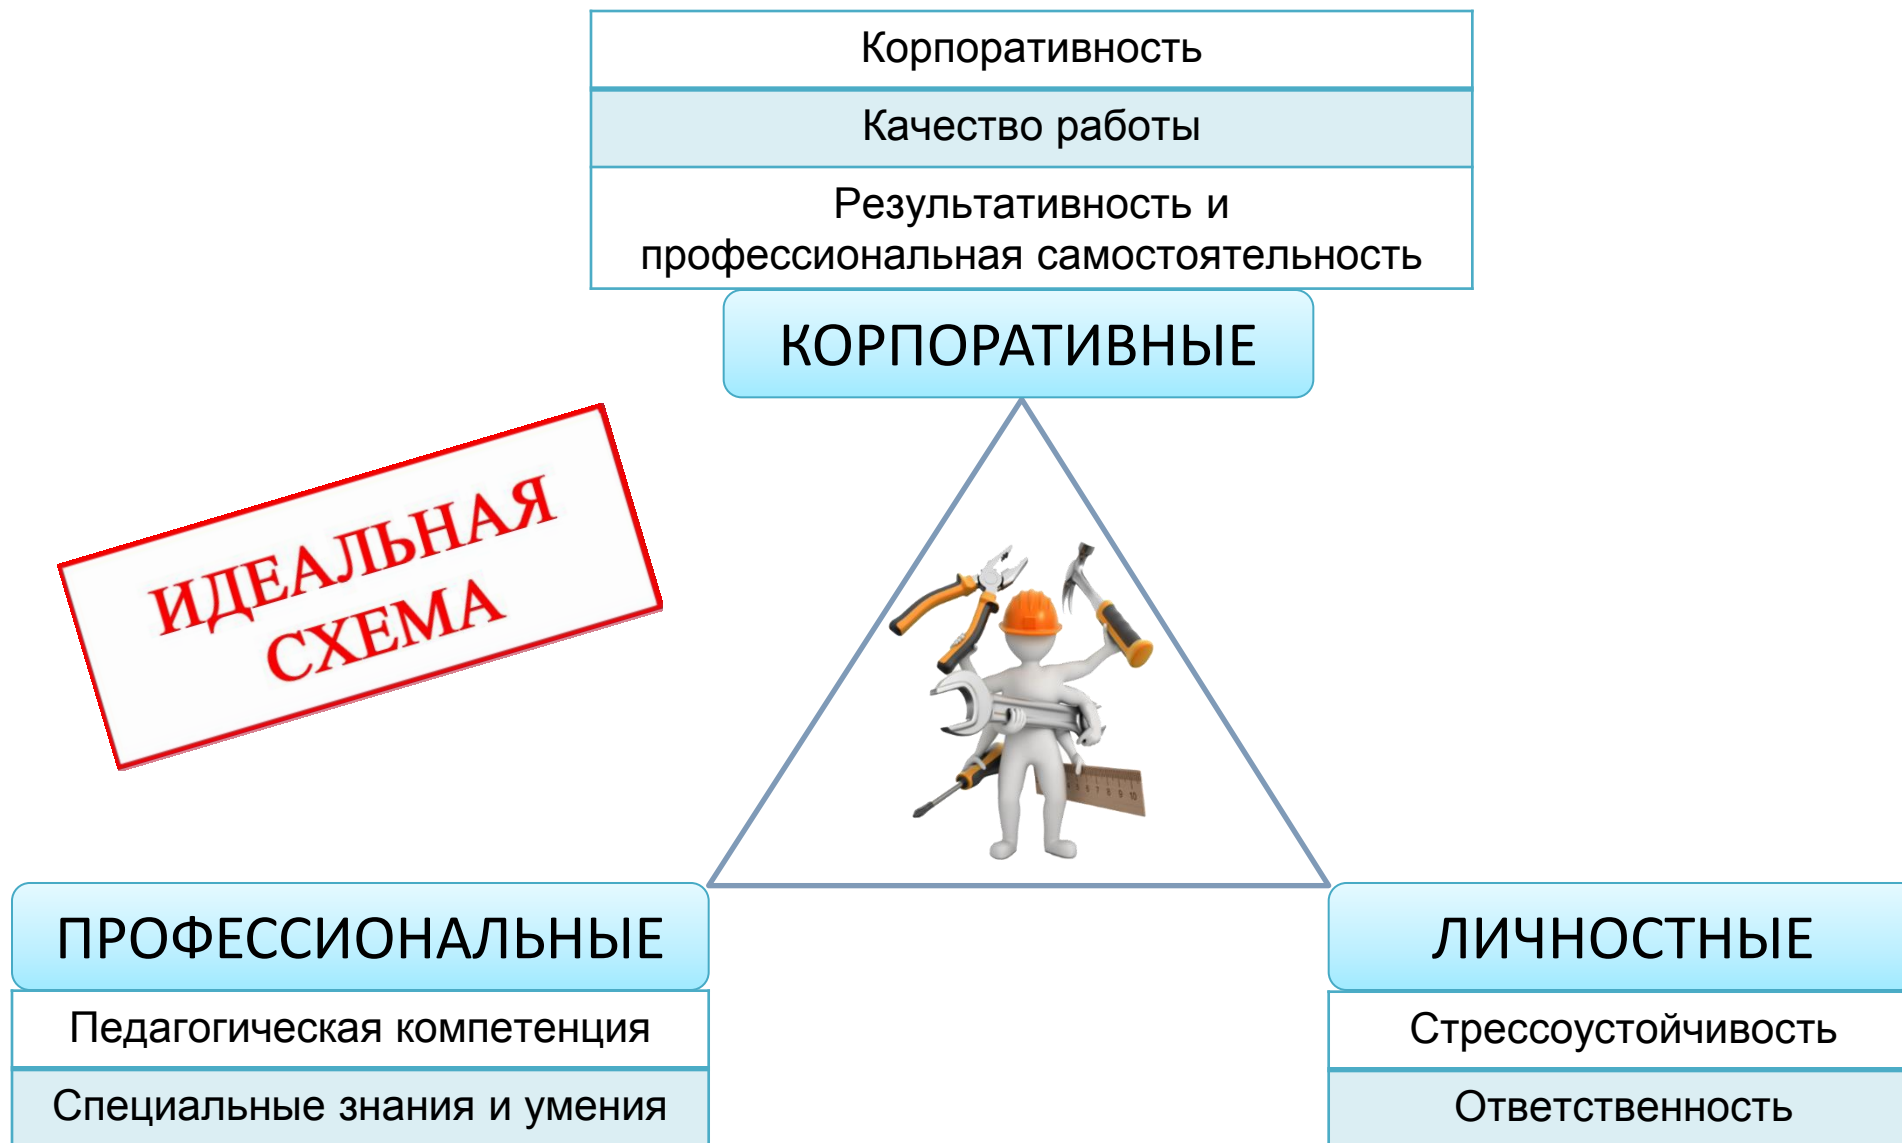 Корпоративность
Качество работы
Результативность и
профессиональная самостоятельность
КОРПОРАТИВНЫЕ
ИДЕАЛЬНАЯ
СХЕМА
ПРОФЕССИОНАЛЬНЫЕ
Педагогическая компетенция
Специальные знания и умения
ЛИЧНОСТНЫЕ
Стрессоустойчивость
Ответственность